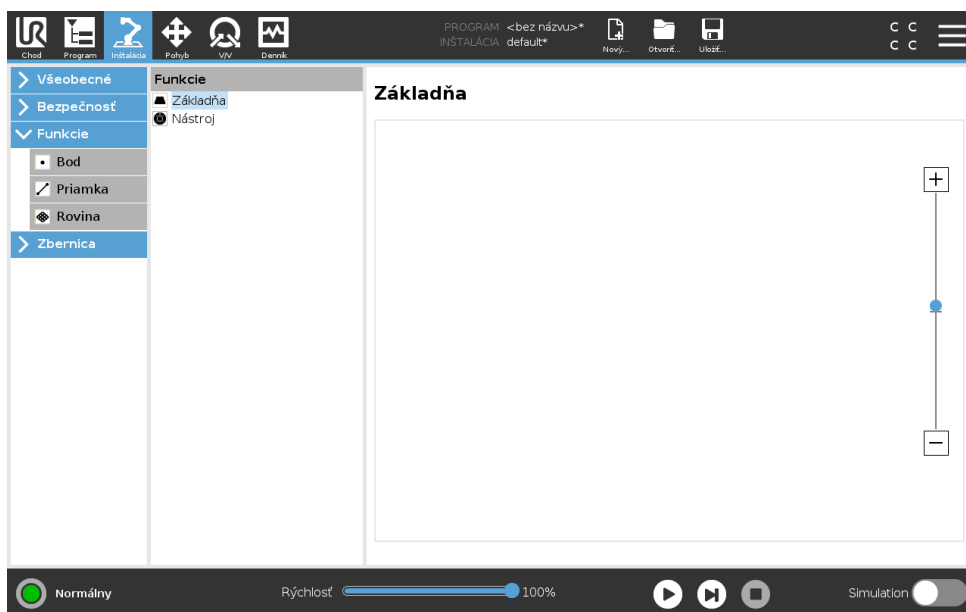 UR
Chod
Program
Inštalácia
Pohyb
V/V
Denník
PROGRAM <bez názvu>*
INŠTALÁCIA default*
Nový...
Otvoriť...
Uložiť...
C C
C C
Všeobecné
Bezpečnosť
Funkcie
Bod
Priamka
Rovina
Zbernica
Funkcie
Základňa
Nástroj
Základňa
Normálny
Rýchlosť
100%
Simulation